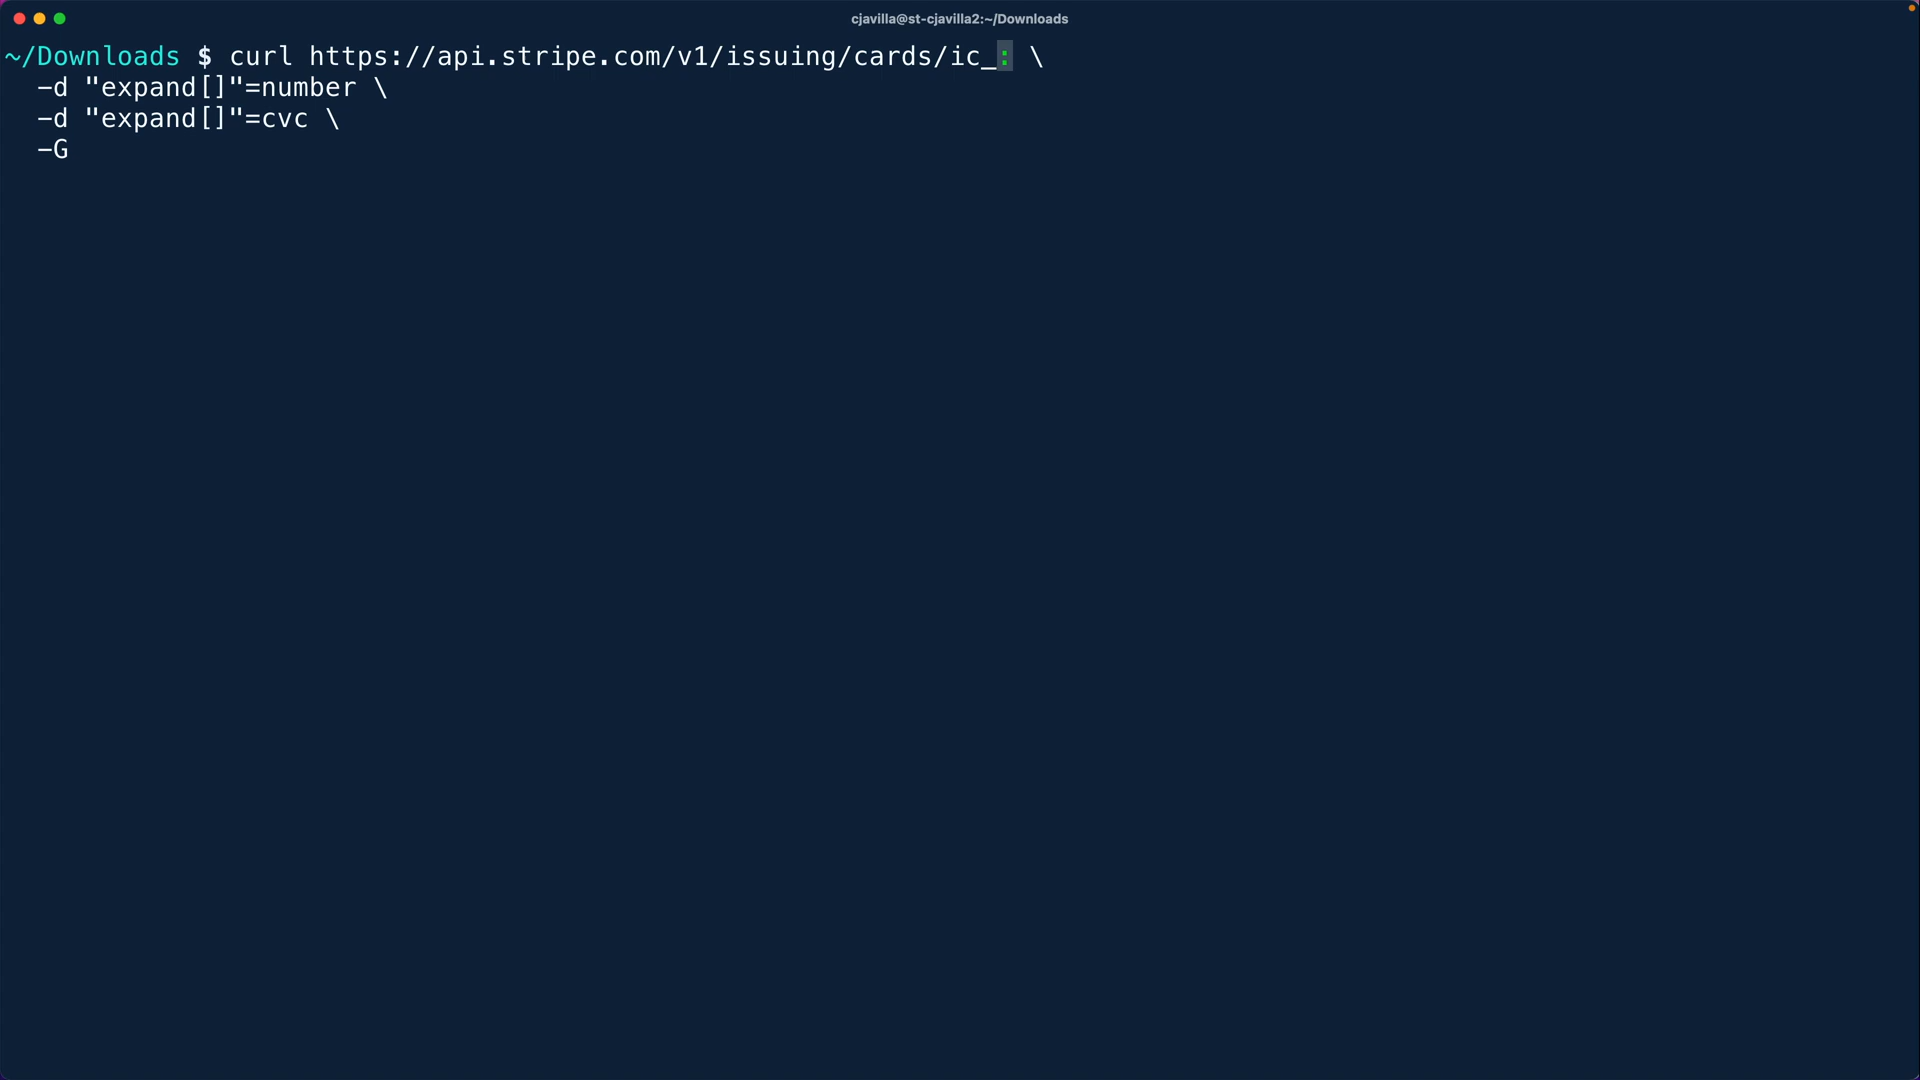 cjavilla@st-cjavilla2:~/Downloads
~/Downloads $ curl https://api.stripe.com/v1/issuing/cards/ic_: \
  -d "expand[]"=number \
  -d "expand[]"=cvc \
  -G